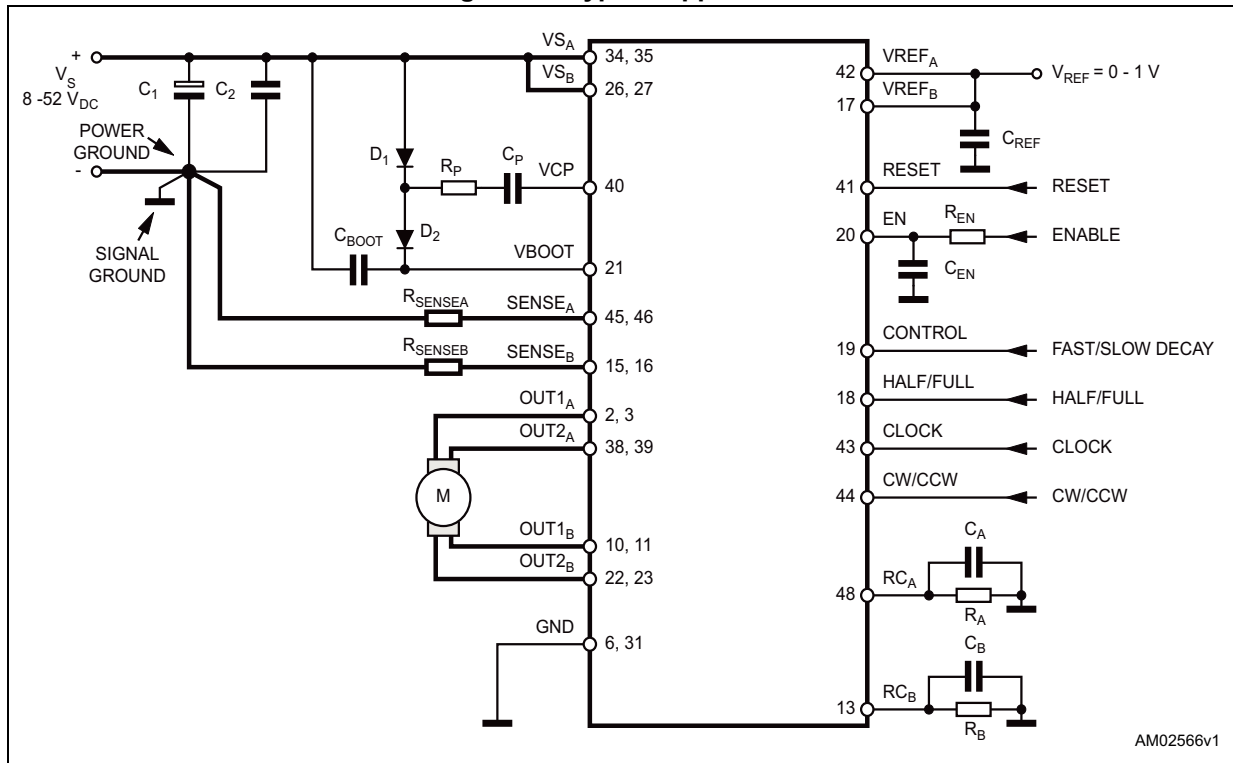 +
V_S
8 -52 V_DC
C_1
C_2
POWER
GROUND
-
SIGNAL
GROUND
D_1
R_P
C_P
VCP
40
D_2
C_BOOT
VBOOT
21
VS_A
34, 35
VS_B
26, 27
R_SENSEA
SENSE_A
45, 46
R_SENSEB
SENSE_B
15, 16
OUT1_A
2, 3
OUT2_A
38, 39
M
OUT1_B
10, 11
OUT2_B
22, 23
GND
6, 31
42
VREF_A
V_REF = 0 - 1 V
17
VREF_B
C_REF
41
RESET
RESET
20
EN
R_EN
ENABLE
C_EN
19
CONTROL
FAST/SLOW DECAY
18
HALF/FULL
HALF/FULL
43
CLOCK
CLOCK
44
CW/CCW
CW/CCW
C_A
48
RC_A
R_A
C_B
13
RC_B
R_B
AM02566v1